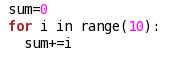 sum=0
for i in range(10):
  sum+=i